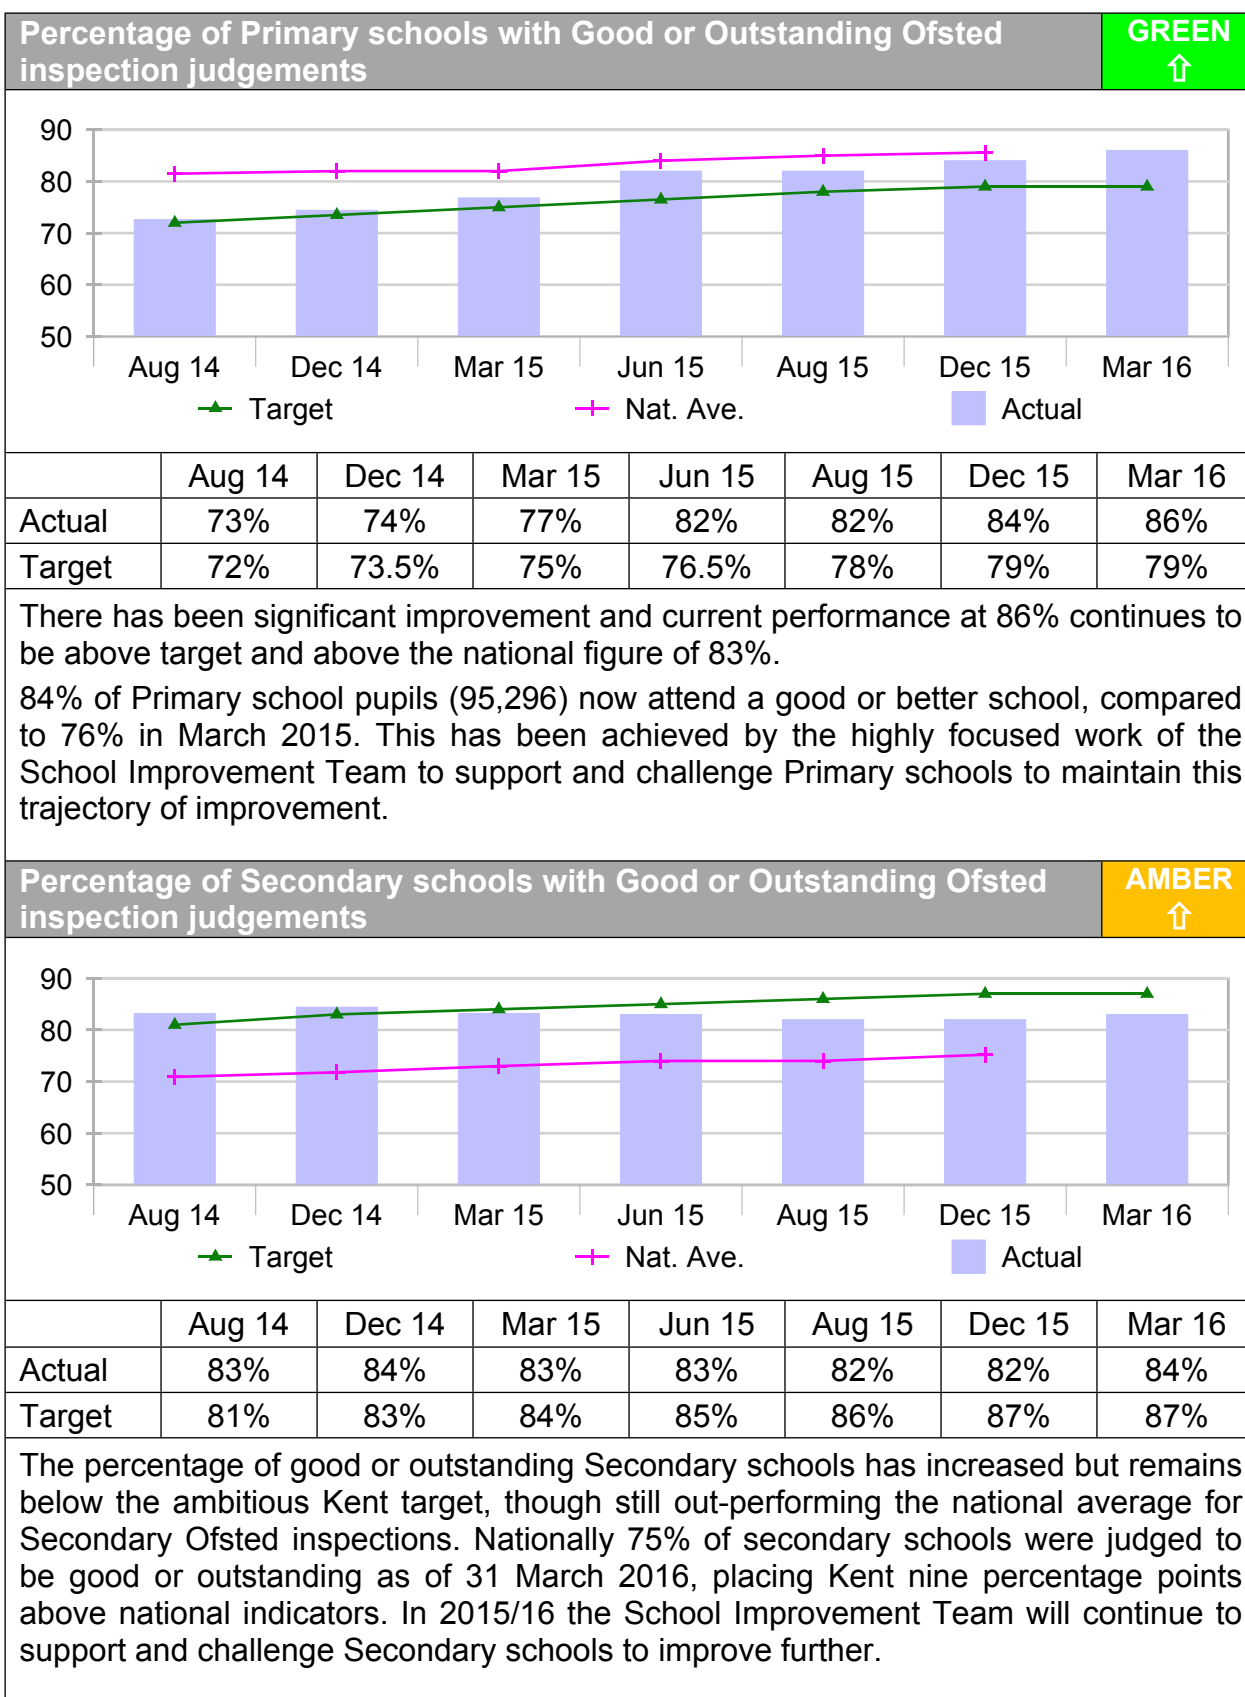 Percentage of Primary schools with Good or Outstanding Ofsted
inspection judgements
GREEN
⇧
90
80
70
60
50
Aug 14 Dec 14 Mar 15 Jun 15 Aug 15 Dec 15 Mar 16
Target Nat. Ave. Actual
Aug 14 Dec 14 Mar 15 Jun 15 Aug 15 Dec 15 Mar 16
Actual 73% 74% 77% 82% 82% 84% 86%
Target 72% 73.5% 75% 76.5% 78% 79% 79%
There has been significant improvement and current performance at 86% continues to
be above target and above the national figure of 83%.
84% of Primary school pupils (95,296) now attend a good or better school, compared
to 76% in March 2015. This has been achieved by the highly focused work of the
School Improvement Team to support and challenge Primary schools to maintain this
trajectory of improvement.
Percentage of Secondary schools with Good or Outstanding Ofsted
inspection judgements
AMBER
⇧
90
80
70
60
50
Aug 14 Dec 14 Mar 15 Jun 15 Aug 15 Dec 15 Mar 16
Target Nat. Ave. Actual
Aug 14 Dec 14 Mar 15 Jun 15 Aug 15 Dec 15 Mar 16
Actual 83% 84% 83% 83% 82% 82% 84%
Target 81% 83% 84% 85% 86% 87% 87%
The percentage of good or outstanding Secondary schools has increased but remains
below the ambitious Kent target, though still out-performing the national average for
Secondary Ofsted inspections. Nationally 75% of secondary schools were judged to
be good or outstanding as of 31 March 2016, placing Kent nine percentage points
above national indicators. In 2015/16 the School Improvement Team will continue to
support and challenge Secondary schools to improve further.